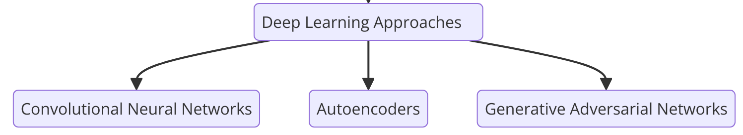 Deep Learning Approaches
Convolutional Neural Networks
Autoencoders
Generative Adversarial Networks